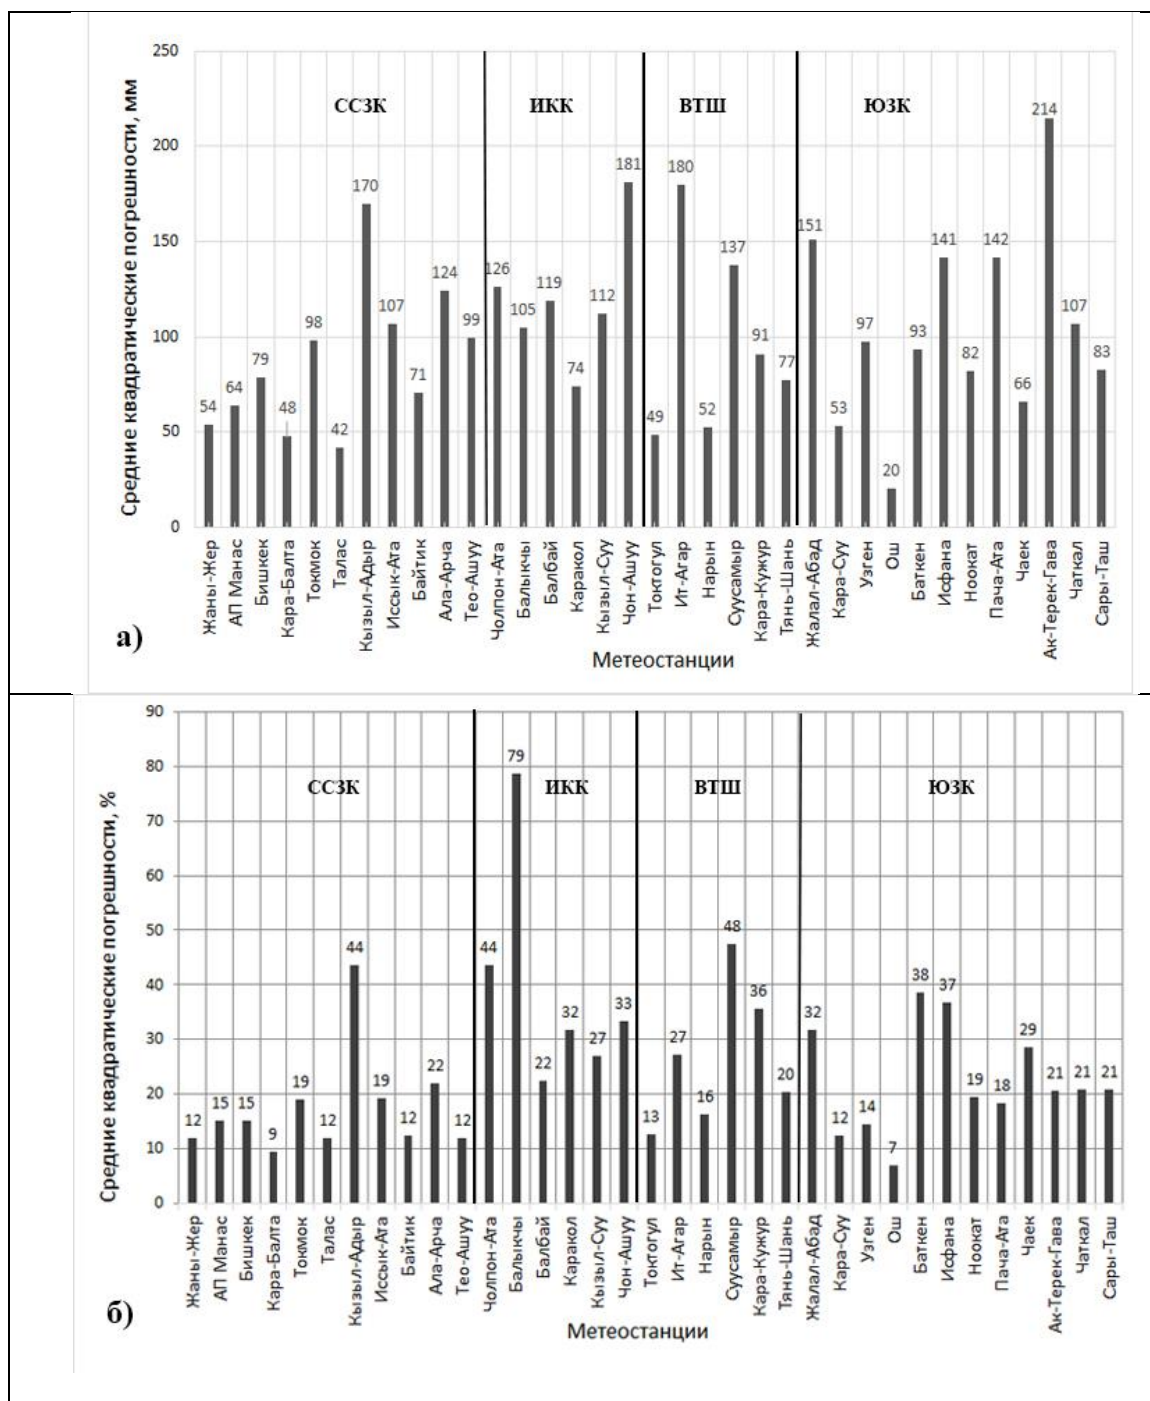 250
200
150
100
50
0
Средние квадратические погрешности, мм
ССЗК ИКК ВТШ ЮЗК
54 64 79 48 98 42 170 107 71 124 99 126 105 119 74 112 181 49 180 52 137 91 77 151 53 97 20 93 141 82 142 66 214 107 83
Жаны-Жер
АП Манас
Бишкек
Кара-Балта
Токмок
Талас
Кызыл-Адыр
Иссык-Ата
Байтик
Ала-Арча
Тео-Ашуу
Чолпон-Ата
Балыкчы
Балбай
Каракол
Кызыл-Суу
Чон-Ашуу
Токтогул
Ит-Агар
Нарын
Суусамыр
Кара-Кужур
Тянь-Шань
Жалал-Абад
Кара-Суу
Узген
Ош
Баткен
Исфана
Ноокат
Пача-Ата
Чаек
Ак-Терек-Гава
Чаткал
Сары-Таш
а)
Метеостанции
90
80
70
60
50
40
30
20
10
0
Средние квадратические погрешности, %
ССЗК ИКК ВТШ ЮЗК
12 15 15 9 19 12 44 19 12 22 12 44 79 22 32 27 33 13 27 16 48 36 20 32 12 14 7 38 37 19 18 29 21 21 21
Жаны-Жер
АП Манас
Бишкек
Кара-Балта
Токмок
Талас
Кызыл-Адыр
Иссык-Ата
Байтик
Ала-Арча
Тео-Ашуу
Чолпон-Ата
Балыкчы
Балбай
Каракол
Кызыл-Суу
Чон-Ашуу
Токтогул
Ит-Агар
Нарын
Суусамыр
Кара-Кужур
Тянь-Шань
Жалал-Абад
Кара-Суу
Узген
Ош
Баткен
Исфана
Ноокат
Пача-Ата
Чаек
Ак-Терек-Гава
Чаткал
Сары-Таш
б)
Метеостанции